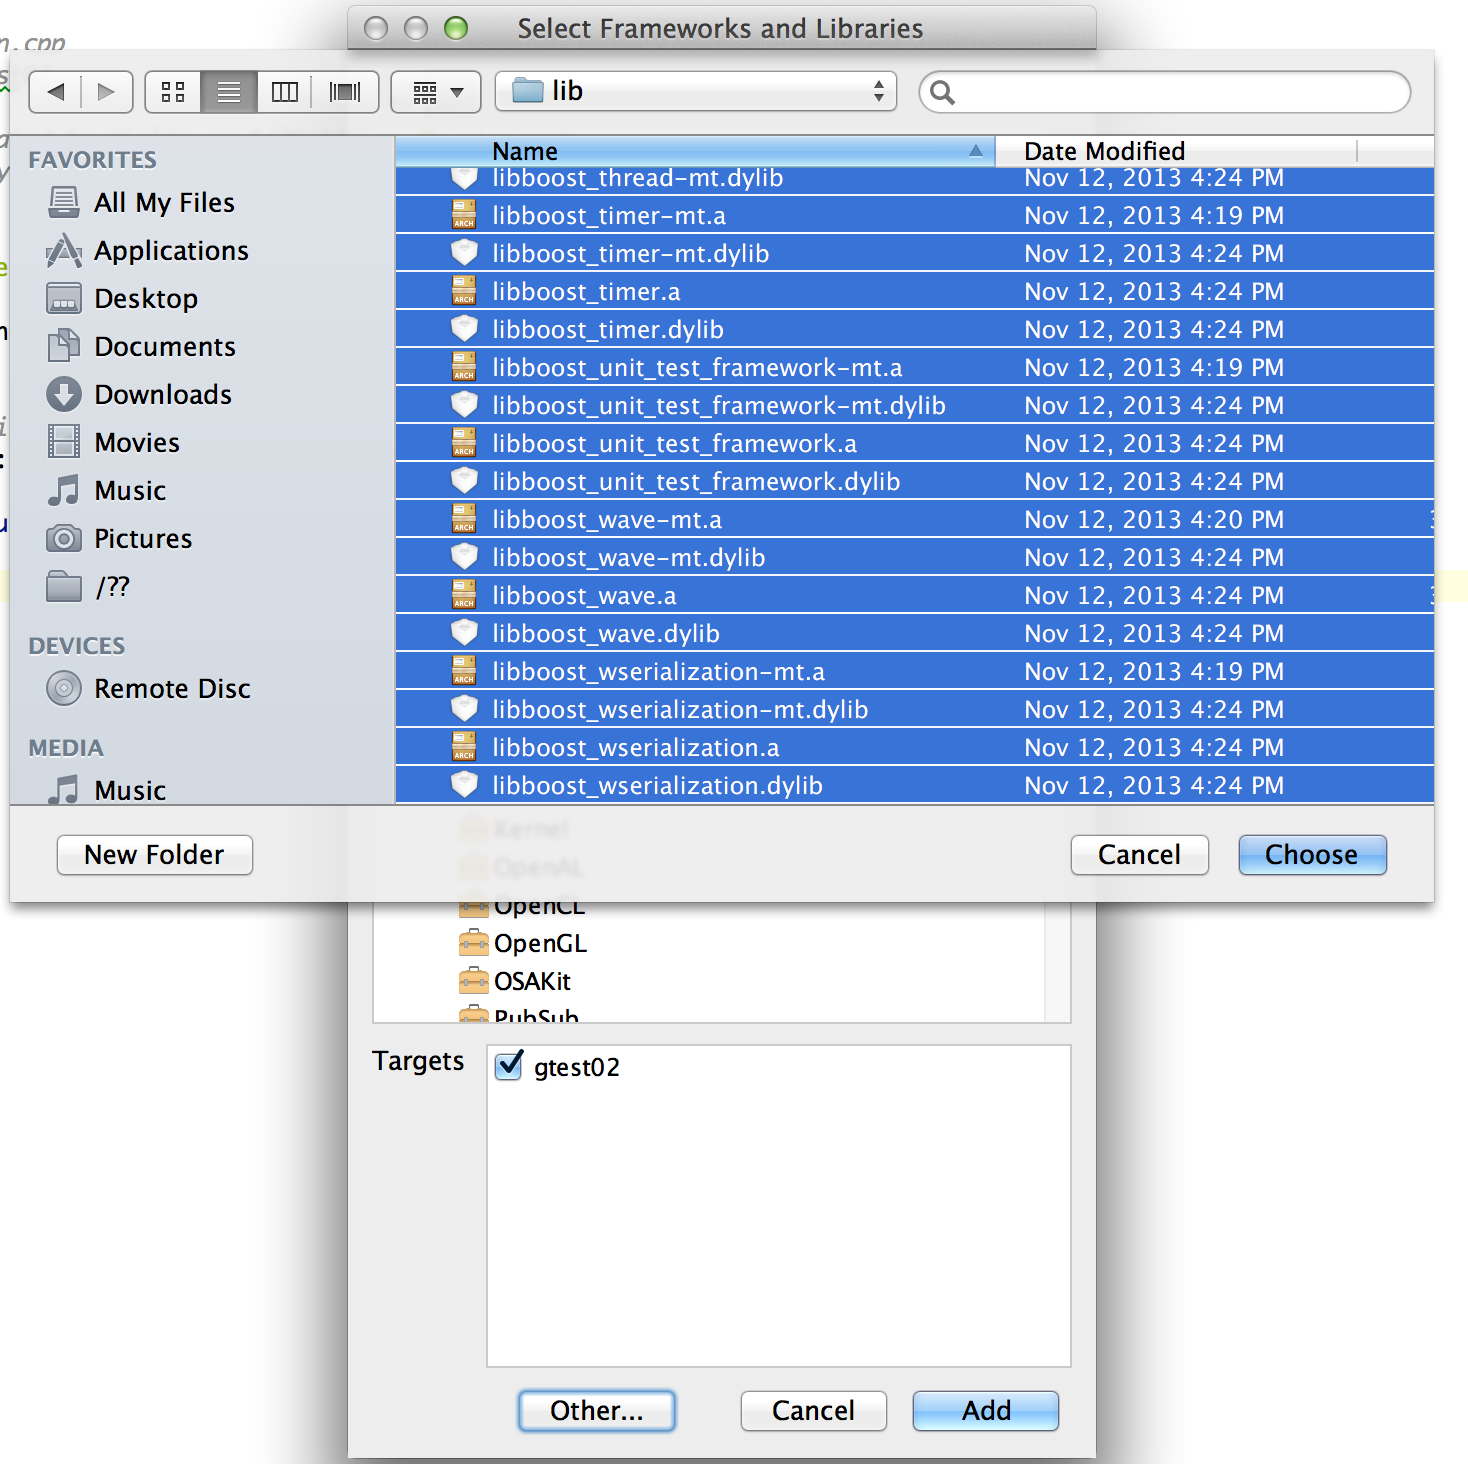 Select Frameworks and Libraries
n.cpp
lib
FAVORITES
All My Files
Applications
Desktop
Documents
Downloads
Movies
Music
Pictures
/??
DEVICES
Remote Disc
MEDIA
Music
Name Date Modified
libboost_thread-mt.dylib Nov 12, 2013 4:24 PM
libboost_timer-mt.a Nov 12, 2013 4:19 PM
libboost_timer-mt.dylib Nov 12, 2013 4:24 PM
libboost_timer.a Nov 12, 2013 4:24 PM
libboost_timer.dylib Nov 12, 2013 4:24 PM
libboost_unit_test_framework-mt.a Nov 12, 2013 4:19 PM
libboost_unit_test_framework-mt.dylib Nov 12, 2013 4:24 PM
libboost_unit_test_framework.a Nov 12, 2013 4:24 PM
libboost_unit_test_framework.dylib Nov 12, 2013 4:24 PM
libboost_wave-mt.a Nov 12, 2013 4:20 PM
libboost_wave-mt.dylib Nov 12, 2013 4:24 PM
libboost_wave.a Nov 12, 2013 4:24 PM
libboost_wave.dylib Nov 12, 2013 4:24 PM
libboost_wserialization-mt.a Nov 12, 2013 4:19 PM
libboost_wserialization-mt.dylib Nov 12, 2013 4:24 PM
libboost_wserialization.a Nov 12, 2013 4:24 PM
libboost_wserialization.dylib Nov 12, 2013 4:24 PM
Kernel
New Folder Cancel Choose
OpenAL
OpenCL
OpenGL
OSAKit
PubSub
Targets gtest02
Other... Cancel Add